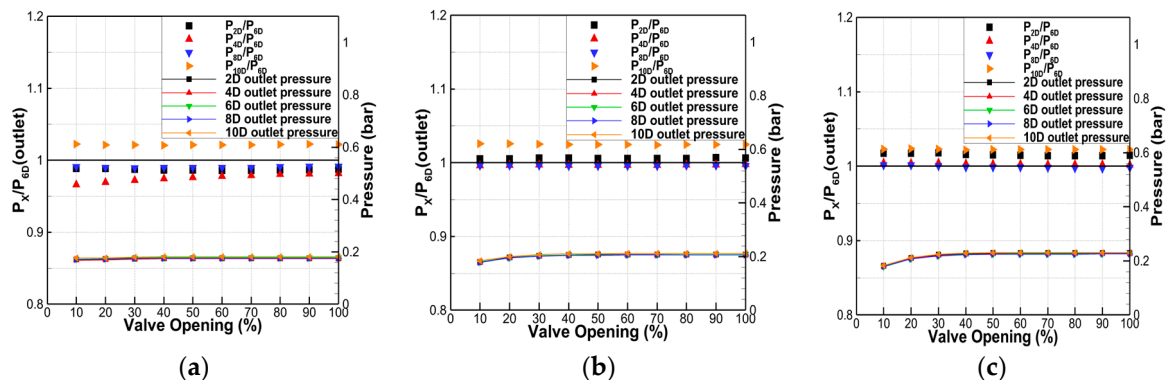 1.2
1.1
1
0.9
0.8
P_X/P_6D(outlet)
P_2D/P_6D
P_4D/P_6D
P_8D/P_6D
P_10D/P_6D
2D outlet pressure
4D outlet pressure
6D outlet pressure
8D outlet pressure
10D outlet pressure
1
0.8
0.6
0.4
0.2
0
Pressure (bar)
0 10 20 30 40 50 60 70 80 90 100
Valve Opening (%)
(a)
1.2
1.1
1
0.9
0.8
P_X/P_6D(outlet)
P_2D/P_6D
P_4D/P_6D
P_8D/P_6D
P_10D/P_6D
2D outlet pressure
4D outlet pressure
6D outlet pressure
8D outlet pressure
10D outlet pressure
1
0.8
0.6
0.4
0.2
0
Pressure (bar)
0 10 20 30 40 50 60 70 80 90 100
Valve Opening (%)
(b)
1.2
1.1
1
0.9
0.8
P_X/P_6D(outlet)
P_2D/P_6D
P_4D/P_6D
P_8D/P_6D
P_10D/P_6D
2D outlet pressure
4D outlet pressure
6D outlet pressure
8D outlet pressure
10D outlet pressure
1
0.8
0.6
0.4
0.2
0
Pressure (bar)
0 10 20 30 40 50 60 70 80 90 100
Valve Opening (%)
(c)